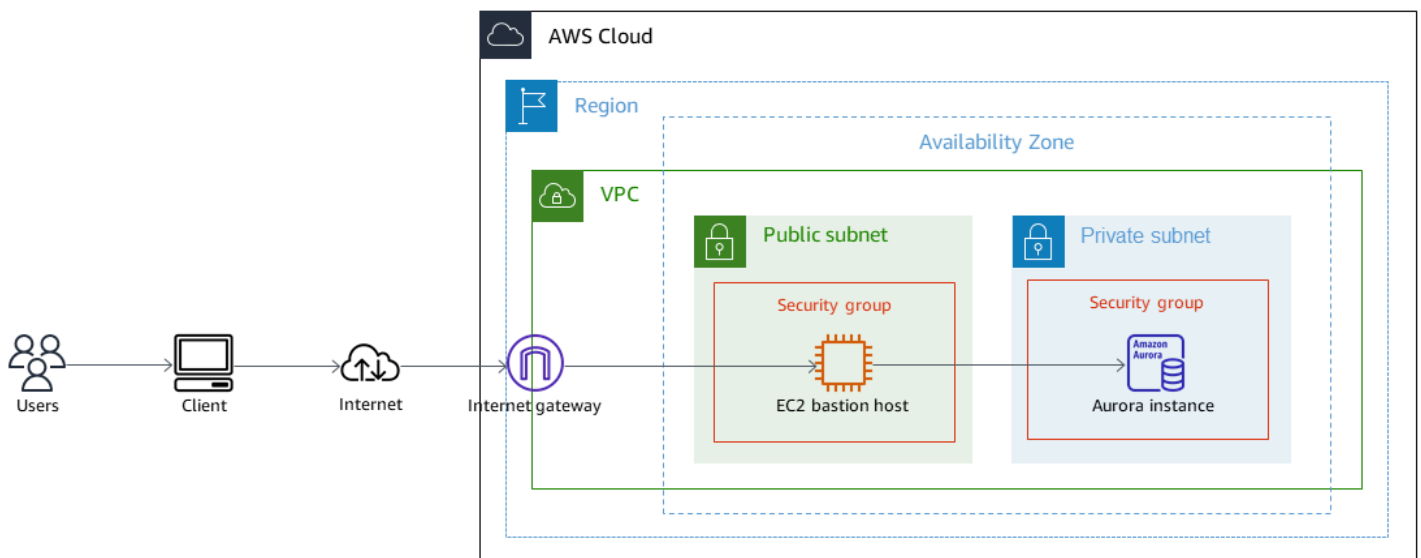 AWS Cloud
Region
Availability Zone
VPC
Public subnet
Private subnet
Security group
Security group
Amazon
Aurora
Users
Client
Internet
Internet gateway
EC2 bastion host
Aurora instance